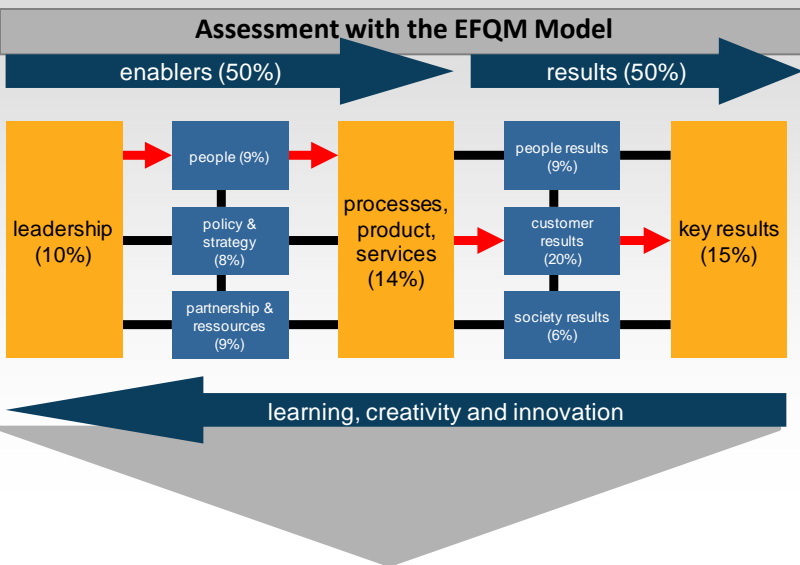 Assessment with the EFQM Model
enablers (50%)
results (50%)
leadership
(10%)
people (9%)
policy &
strategy
(8%)
partnership &
ressources
(9%)
processes,
product,
services
(14%)
people results
(9%)
customer
results
(20%)
society results
(6%)
key results
(15%)
learning, creativity and innovation